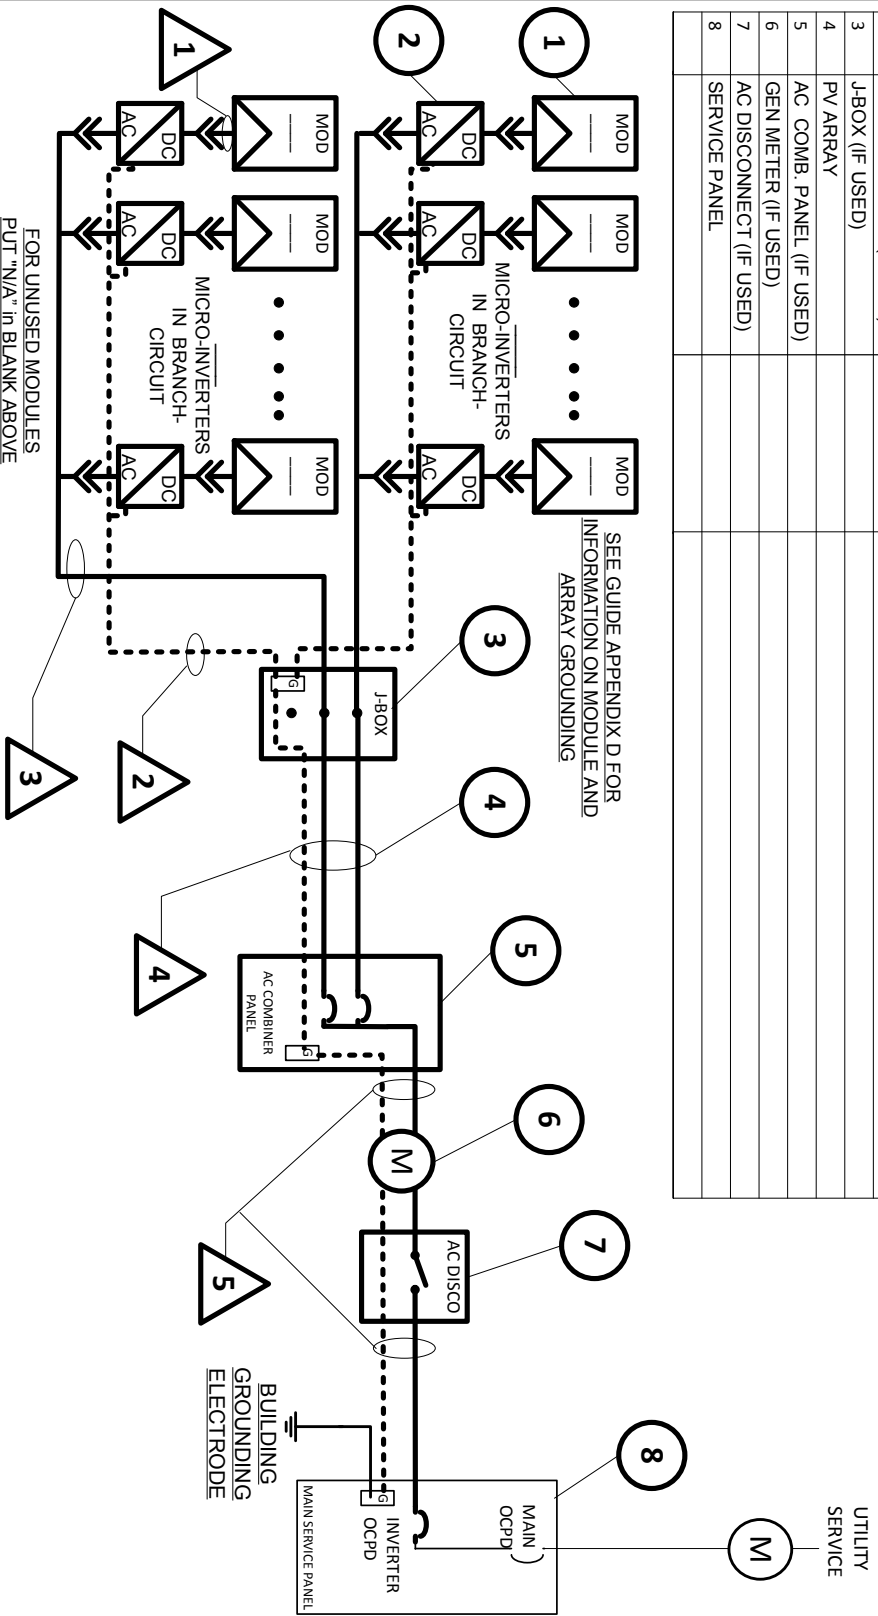 3 J-BOX (IF USED)
4 PV ARRAY
5 AC COMB. PANEL (IF USED)
6 GEN METER (IF USED)
7 AC DISCONNECT (IF USED)
8 SERVICE PANEL
UTILITY
SERVICE
M
1
2
3
4
5
6
7
8
MOD
MOD
MOD
DC
AC
DC
AC
DC
AC
MICRO-INVERTERS
IN BRANCH-
CIRCUIT
SEE GUIDE APPENDIX D FOR
INFORMATION ON MODULE AND
ARRAY GROUNDING
1
MOD
MOD
MOD
DC
AC
DC
AC
DC
AC
MICRO-INVERTERS
IN BRANCH-
CIRCUIT
FOR UNUSED MODULES
PUT "N/A" in BLANK ABOVE
J-BOX
G
2
3
4
AC COMBINER
PANEL
G
M
AC DISCO
5
BUILDING
GROUNDING
ELECTRODE
MAIN
OCPD
INVERTER
OCPD
G
MAIN SERVICE PANEL